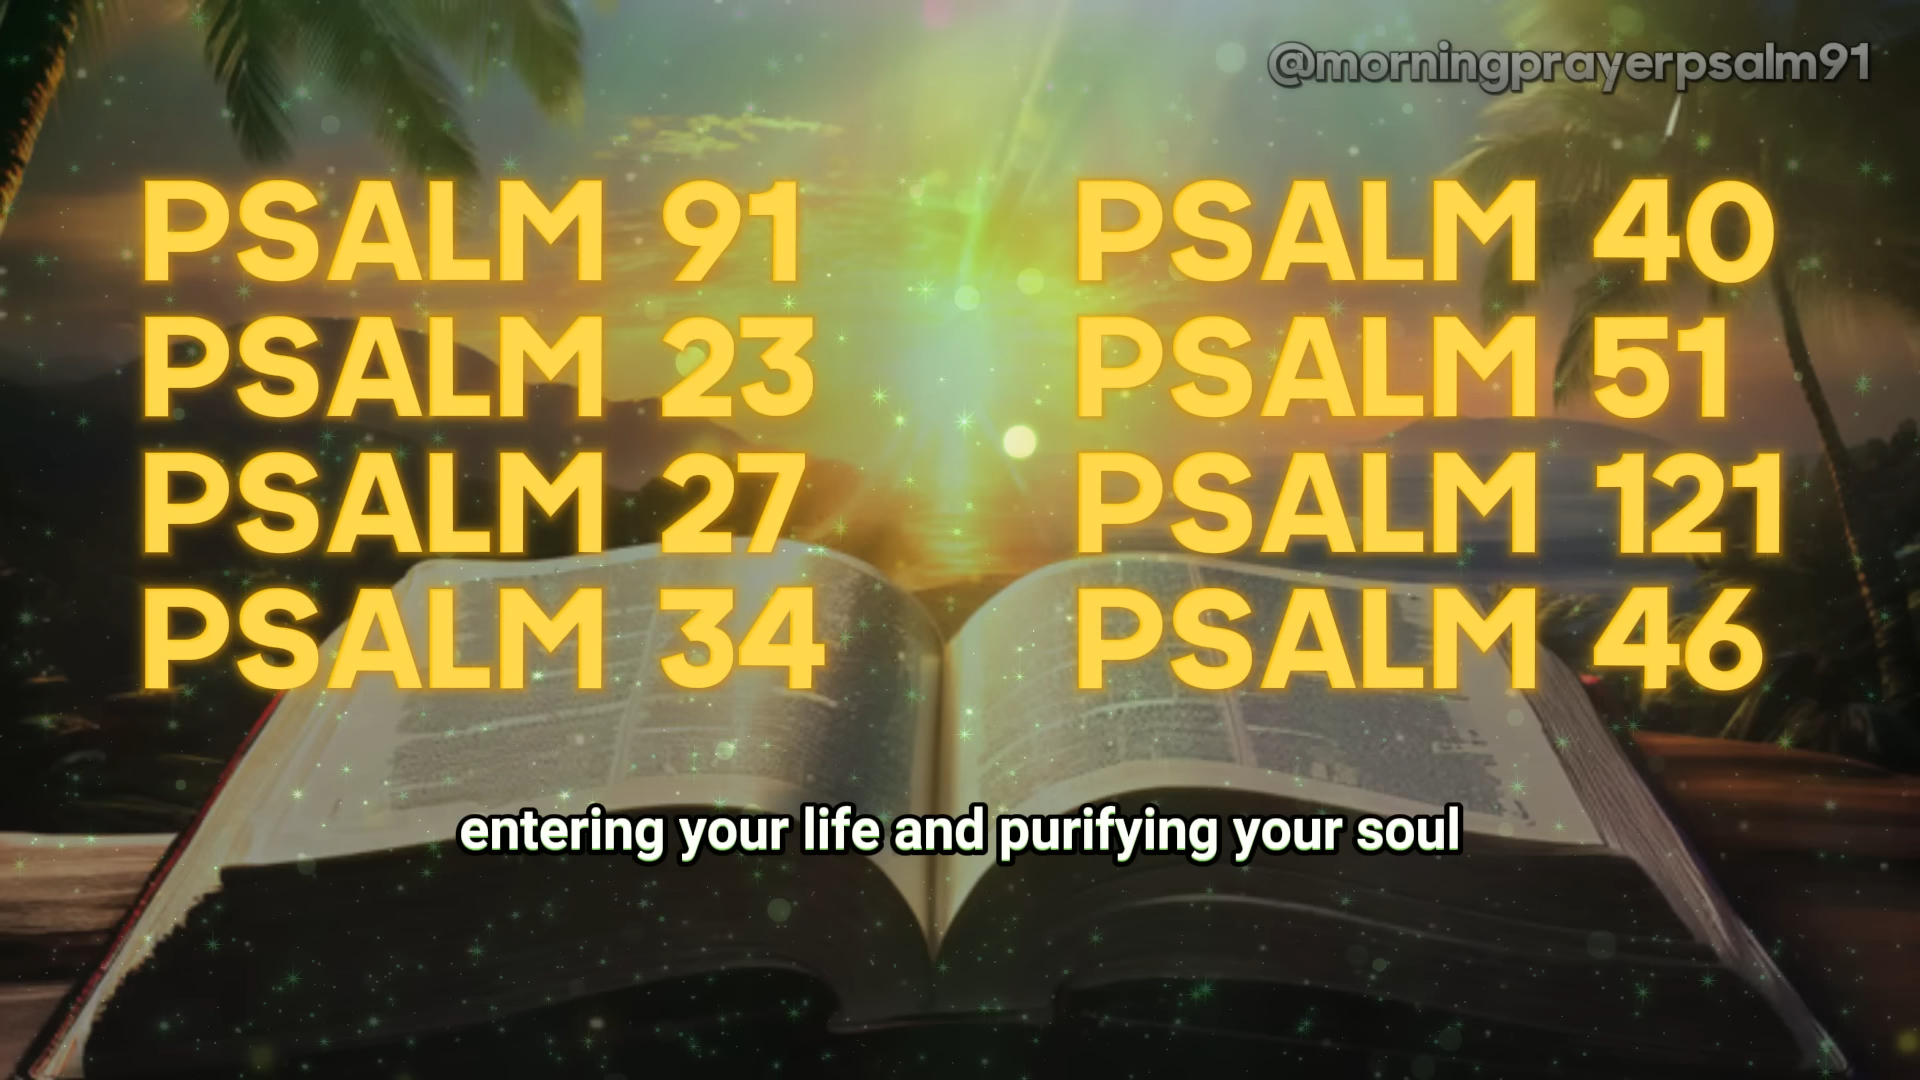 @morningprayerpsalm91
PSALM 91
PSALM 23
PSALM 27
PSALM 34
PSALM 40
PSALM 51
PSALM 121
PSALM 46
entering your life and purifying your soul